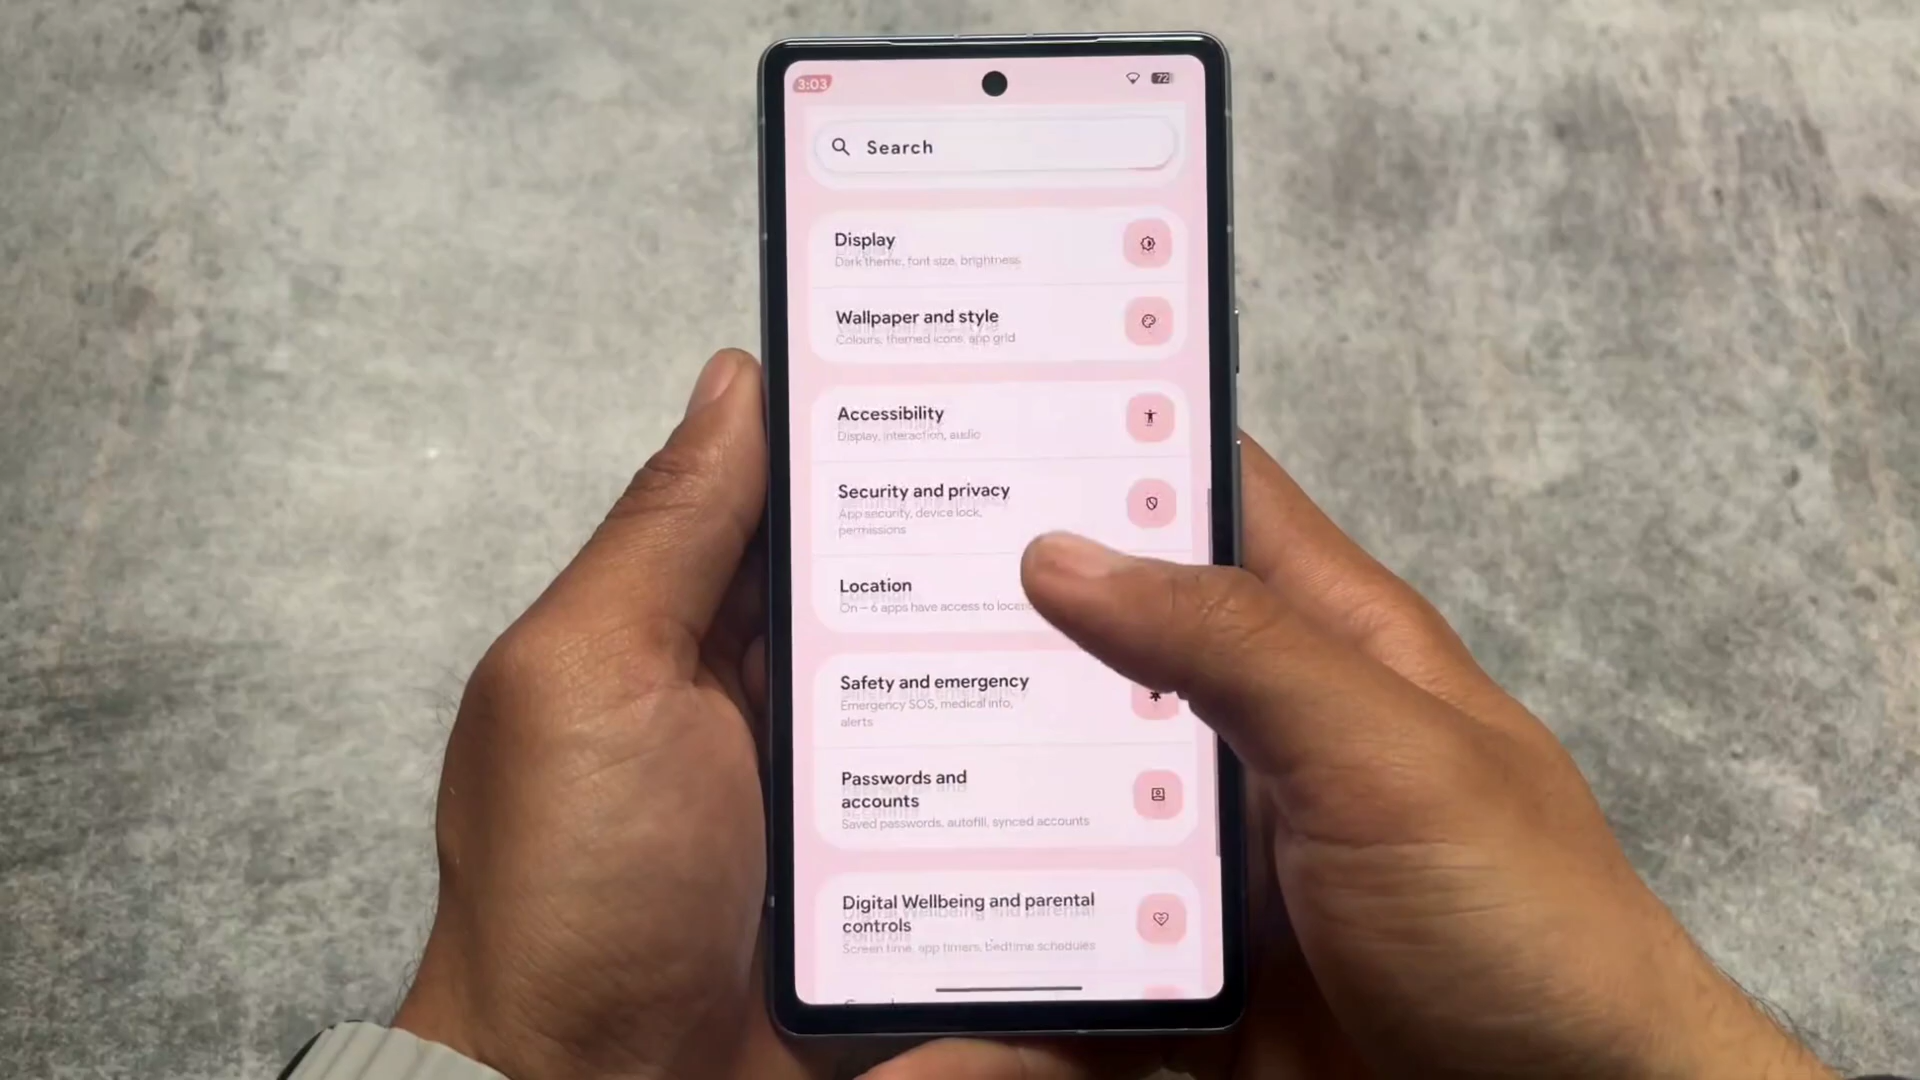 3:03
72
Search
Display
Dark theme, font size, brightness
Wallpaper and style
Colours, themed icons, app grid
Accessibility
Display, interaction, audio
Security and privacy
App security, device lock,
permissions
Location
On – 6 apps have access to
Safety and emergency
Emergency SOS, medical info,
alerts
Passwords and
accounts
Saved passwords, autofill, synced accounts
Digital Wellbeing and parental
controls
Screen time, app timers, bedtime schedules